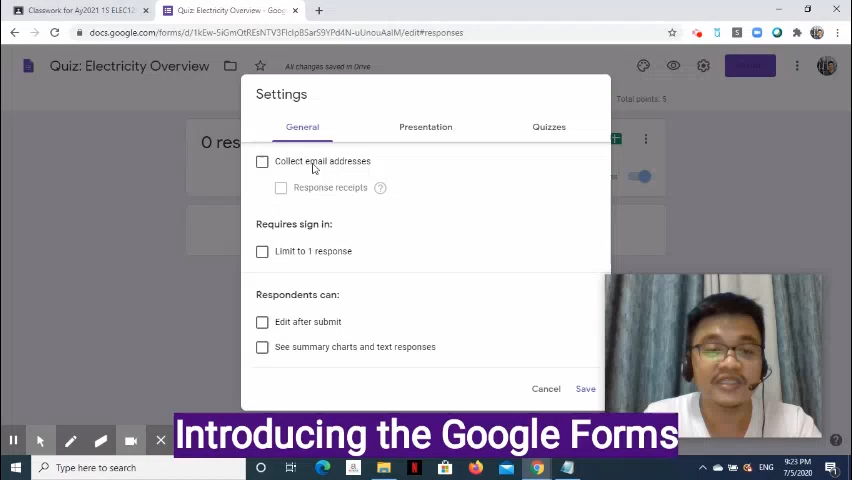 Classwork for Ay2021 1S ELEC12
Quiz: Electricity Overview - Goog
docs.google.com/forms/d/1kEw-5iGmQtREsNTV3FIcIpBSarS9YPd4N-uUnouAaIM/edit#responses
Quiz: Electricity Overview
All changes saved in Drive
Total points: 5
Settings
General
Presentation
Quizzes
0 res
Collect email addresses
Response receipts
Requires sign in:
Limit to 1 response
Respondents can:
Edit after submit
See summary charts and text responses
Cancel
Save
Introducing the Google Forms
Type here to search
ENG
9:23 PM
7/5/2020